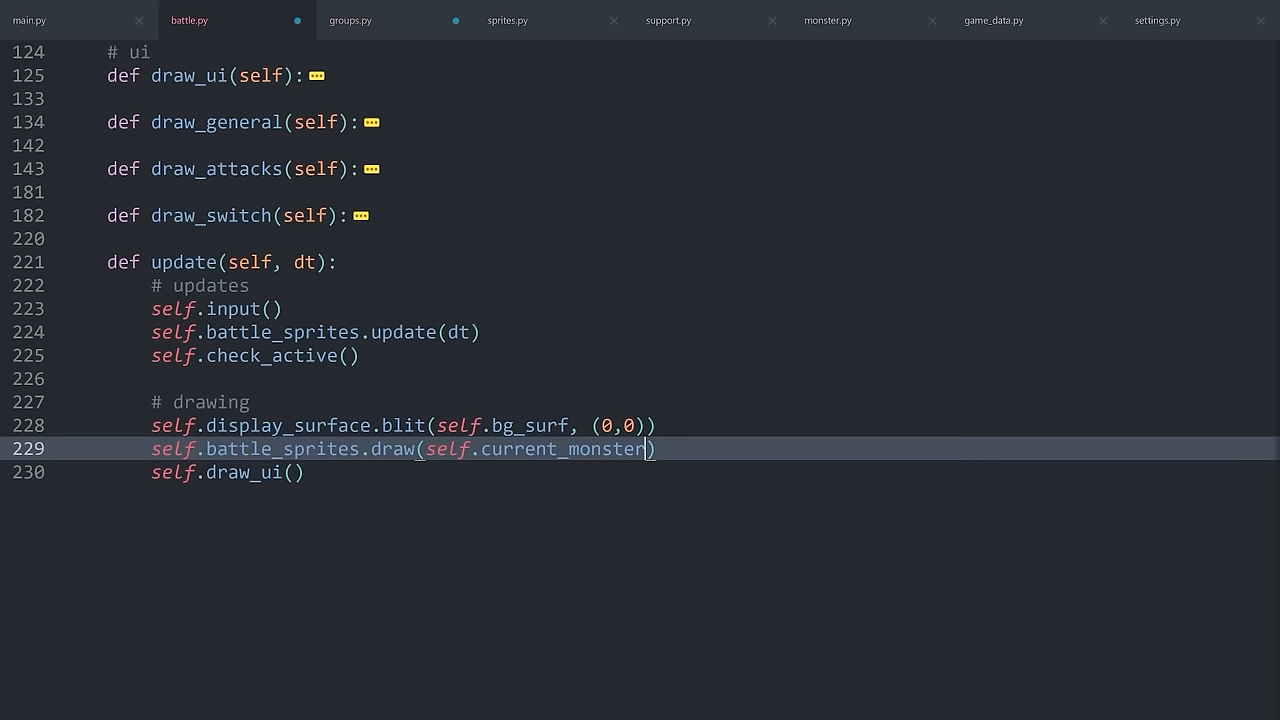 main.py battle.py groups.py sprites.py support.py monster.py game_data.py settings.py
124 # ui
125 def draw_ui(self):
133
134 def draw_general(self):
142
143 def draw_attacks(self):
181
182 def draw_switch(self):
220
221 def update(self, dt):
222 # updates
223 self.input()
224 self.battle_sprites.update(dt)
225 self.check_active()
226
227 # drawing
228 self.display_surface.blit(self.bg_surf, (0,0))
229 self.battle_sprites.draw(self.current_monster)
230 self.draw_ui()